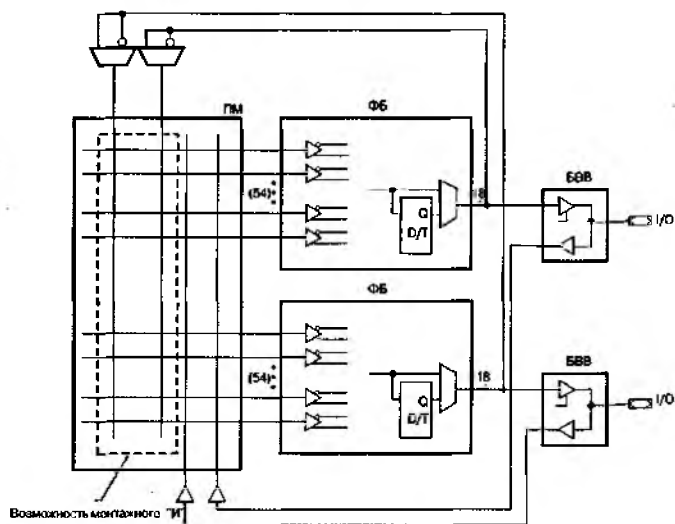 ПМ
ФБ
(54)
Q
D/T
18
БВВ
I/O
ФБ
(54)
Q
D/T
18
БВВ
I/O
Возможность монтажного "И"